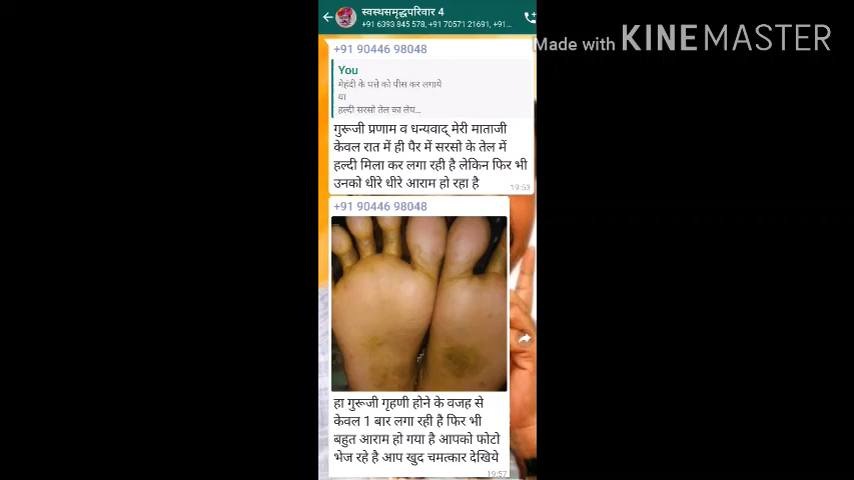 स्वस्थसमृद्धपरिवार 4
+91 6393 845 578, +91 70571 21691, +91...
Made with KINEMASTER
+91 90446 98048
You
मेहंदी के पत्ते को पीस कर लगाये
या
हल्दी सरसो तेल का लेप...
गुरूजी प्रणाम व धन्यवाद् मेरी माताजी
केवल रात में ही पैर में सरसो के तेल में
हल्दी मिला कर लगा रही है लेकिन फिर भी
उनको धीरे धीरे आराम हो रहा है
19:53
+91 90446 98048
हा गुरूजी गृहणी होने के वजह से
केवल 1 बार लगा रही है फिर भी
बहुत आराम हो गया है आपको फोटो
भेज रहे है आप खुद चमत्कार देखिये
19:57